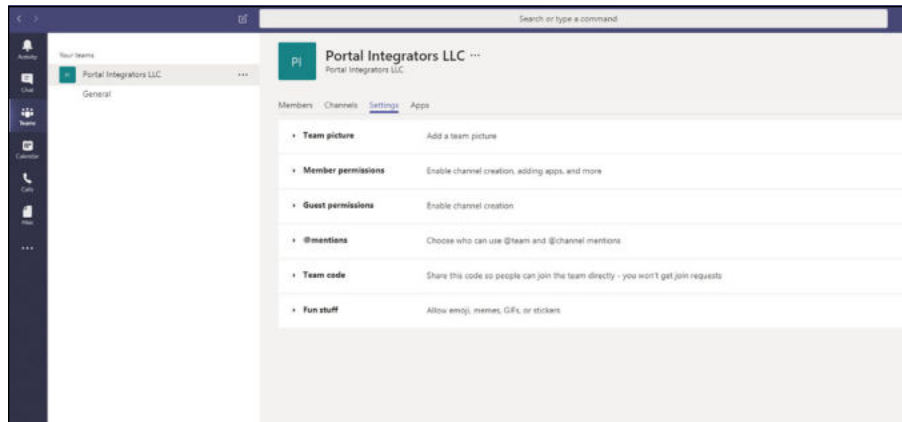 Search or type a command
Activity
Chat
Teams
Calendar
Calls
Files
Your teams
PI Portal Integrators LLC
General
PI
Portal Integrators LLC
Portal Integrators LLC
Members Channels Settings Apps
Team picture Add a team picture
Member permissions Enable channel creation, adding apps, and more
Guest permissions Enable channel creation
@mentions Choose who can use @team and @channel mentions
Team code Share this code so people can join the team directly - you won't get join requests
Fun stuff Allow emoji, memes, GIFs, or stickers